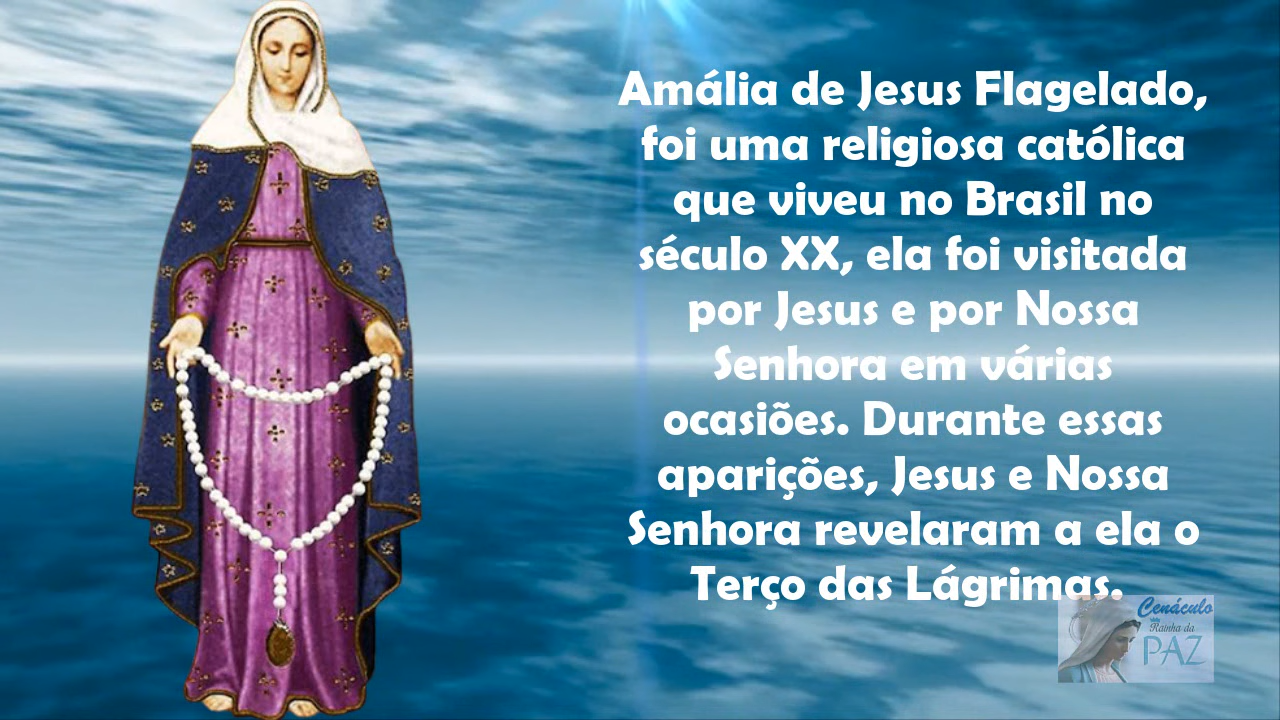 Amália de Jesus Flagelado,
foi uma religiosa católica
que viveu no Brasil no
século XX, ela foi visitada
por Jesus e por Nossa
Senhora em várias
ocasiões. Durante essas
aparições, Jesus e Nossa
Senhora revelaram a ela o
Terço das Lágrimas.
Cenáculo
Rainha da
PAZ